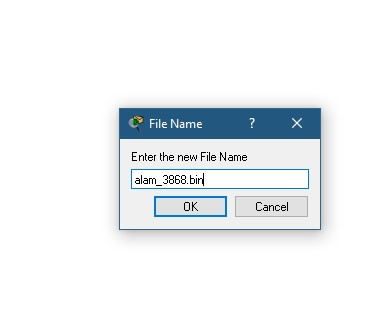 File Name
?
Enter the new File Name
alam_3868.bin
OK
Cancel